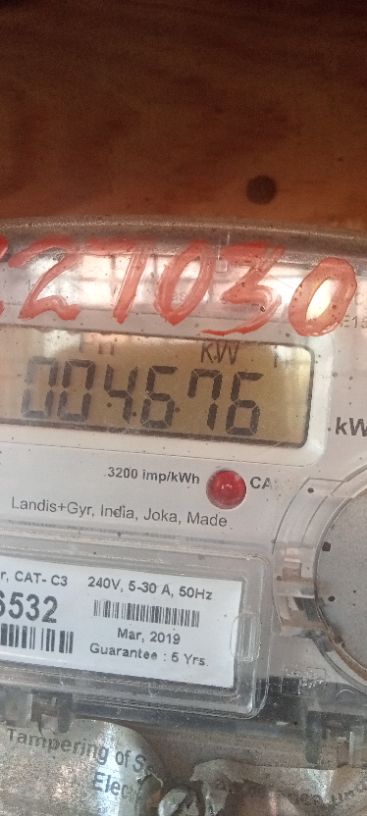 227030
KW
004676
kW
3200 imp/kWh
CA
Landis+Gyr, India, Joka, Made
r, CAT- C3 240V, 5-30 A, 50Hz
6532
Mar, 2019
Guarantee : 5 Yrs.
Tampering of S
Elec